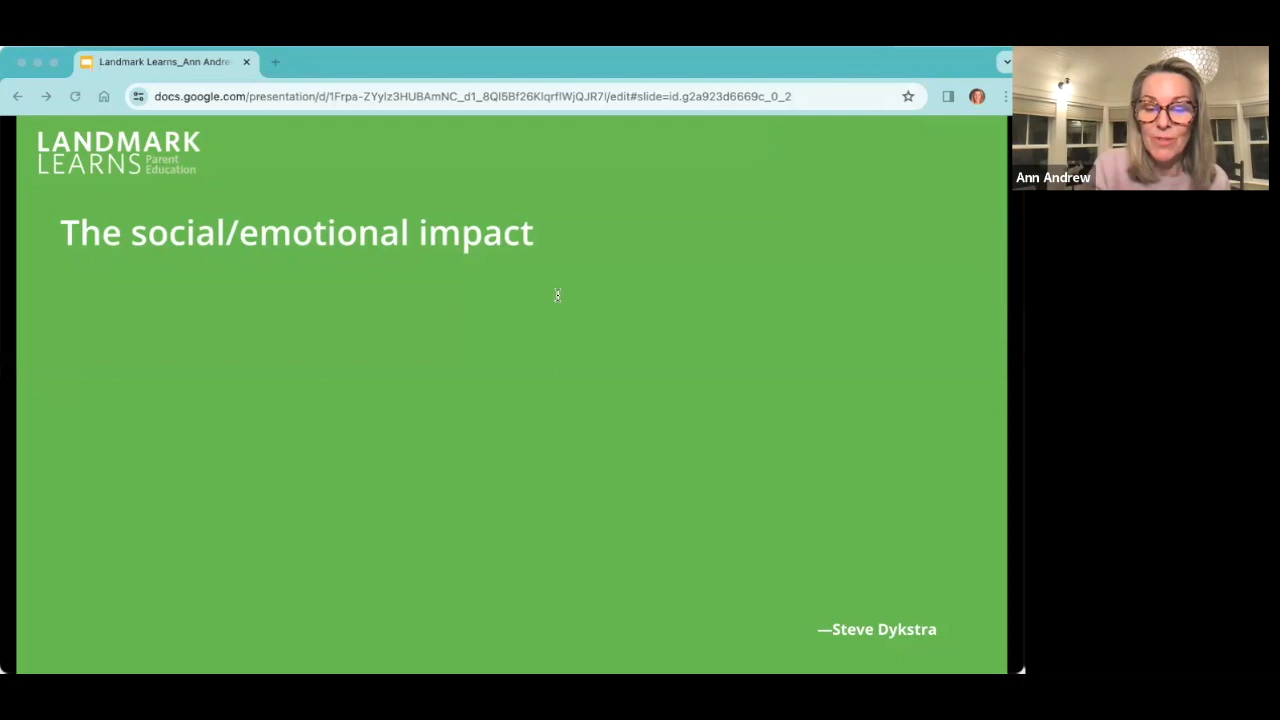 Landmark Learns_Ann Andre
docs.google.com/presentation/d/1Frpa-ZYyIz3HUBAmNC_d1_8Ql5Bf26KlqrflWjQJR7I/edit#slide=id.g2a923d6669c_0_2
LANDMARK
LEARNS Parent Education
Ann Andrew
The social/emotional impact
—Steve Dykstra